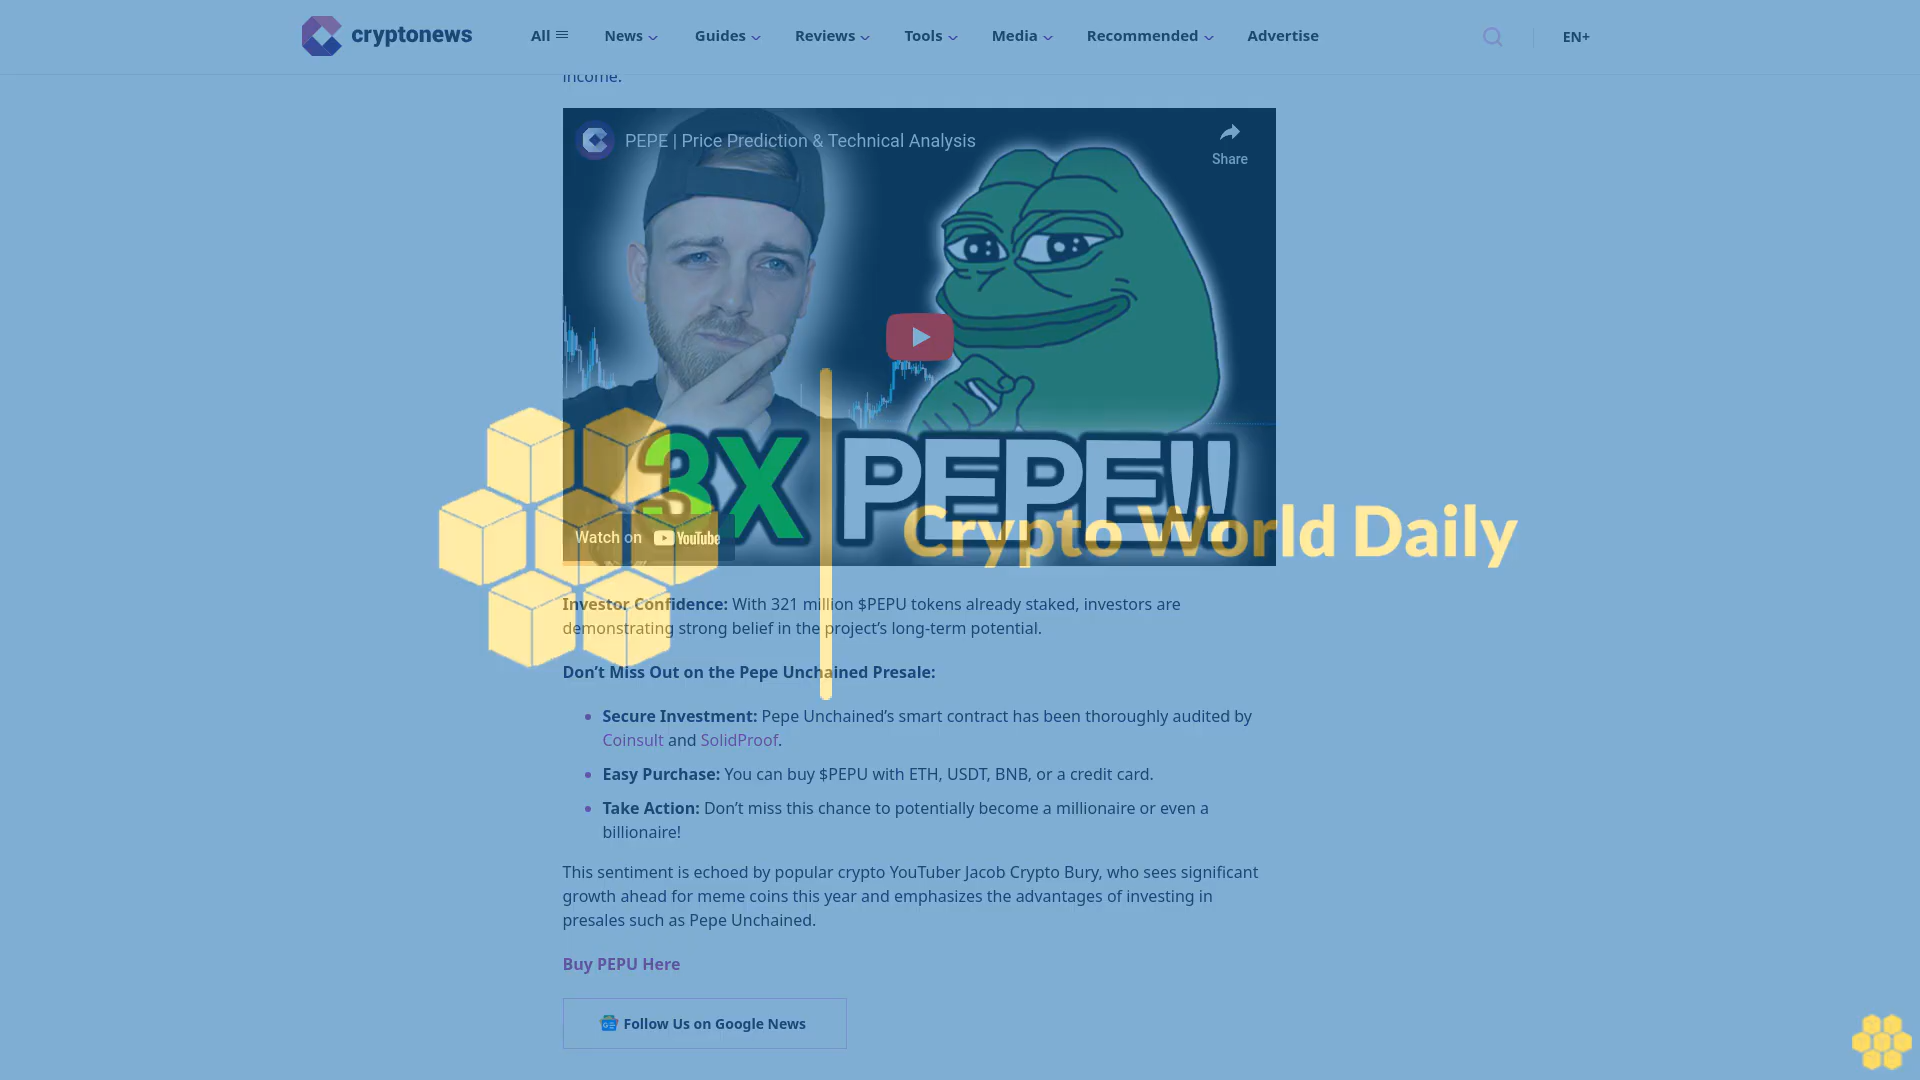 cryptonews
All
News
Guides
Reviews
Tools
Media
Recommended
Advertise
EN+
income.
PEPE | Price Prediction & Technical Analysis
Share
3X PEPE!!
Watch on YouTube
Crypto World Daily
Investor Confidence: With 321 million $PEPU tokens already staked, investors are
demonstrating strong belief in the project’s long-term potential.
Don’t Miss Out on the Pepe Unchained Presale:
Secure Investment: Pepe Unchained’s smart contract has been thoroughly audited by
Coinsult and SolidProof.
Easy Purchase: You can buy $PEPU with ETH, USDT, BNB, or a credit card.
Take Action: Don’t miss this chance to potentially become a millionaire or even a
billionaire!
This sentiment is echoed by popular crypto YouTuber Jacob Crypto Bury, who sees significant
growth ahead for meme coins this year and emphasizes the advantages of investing in
presales such as Pepe Unchained.
Buy PEPU Here
Follow Us on Google News